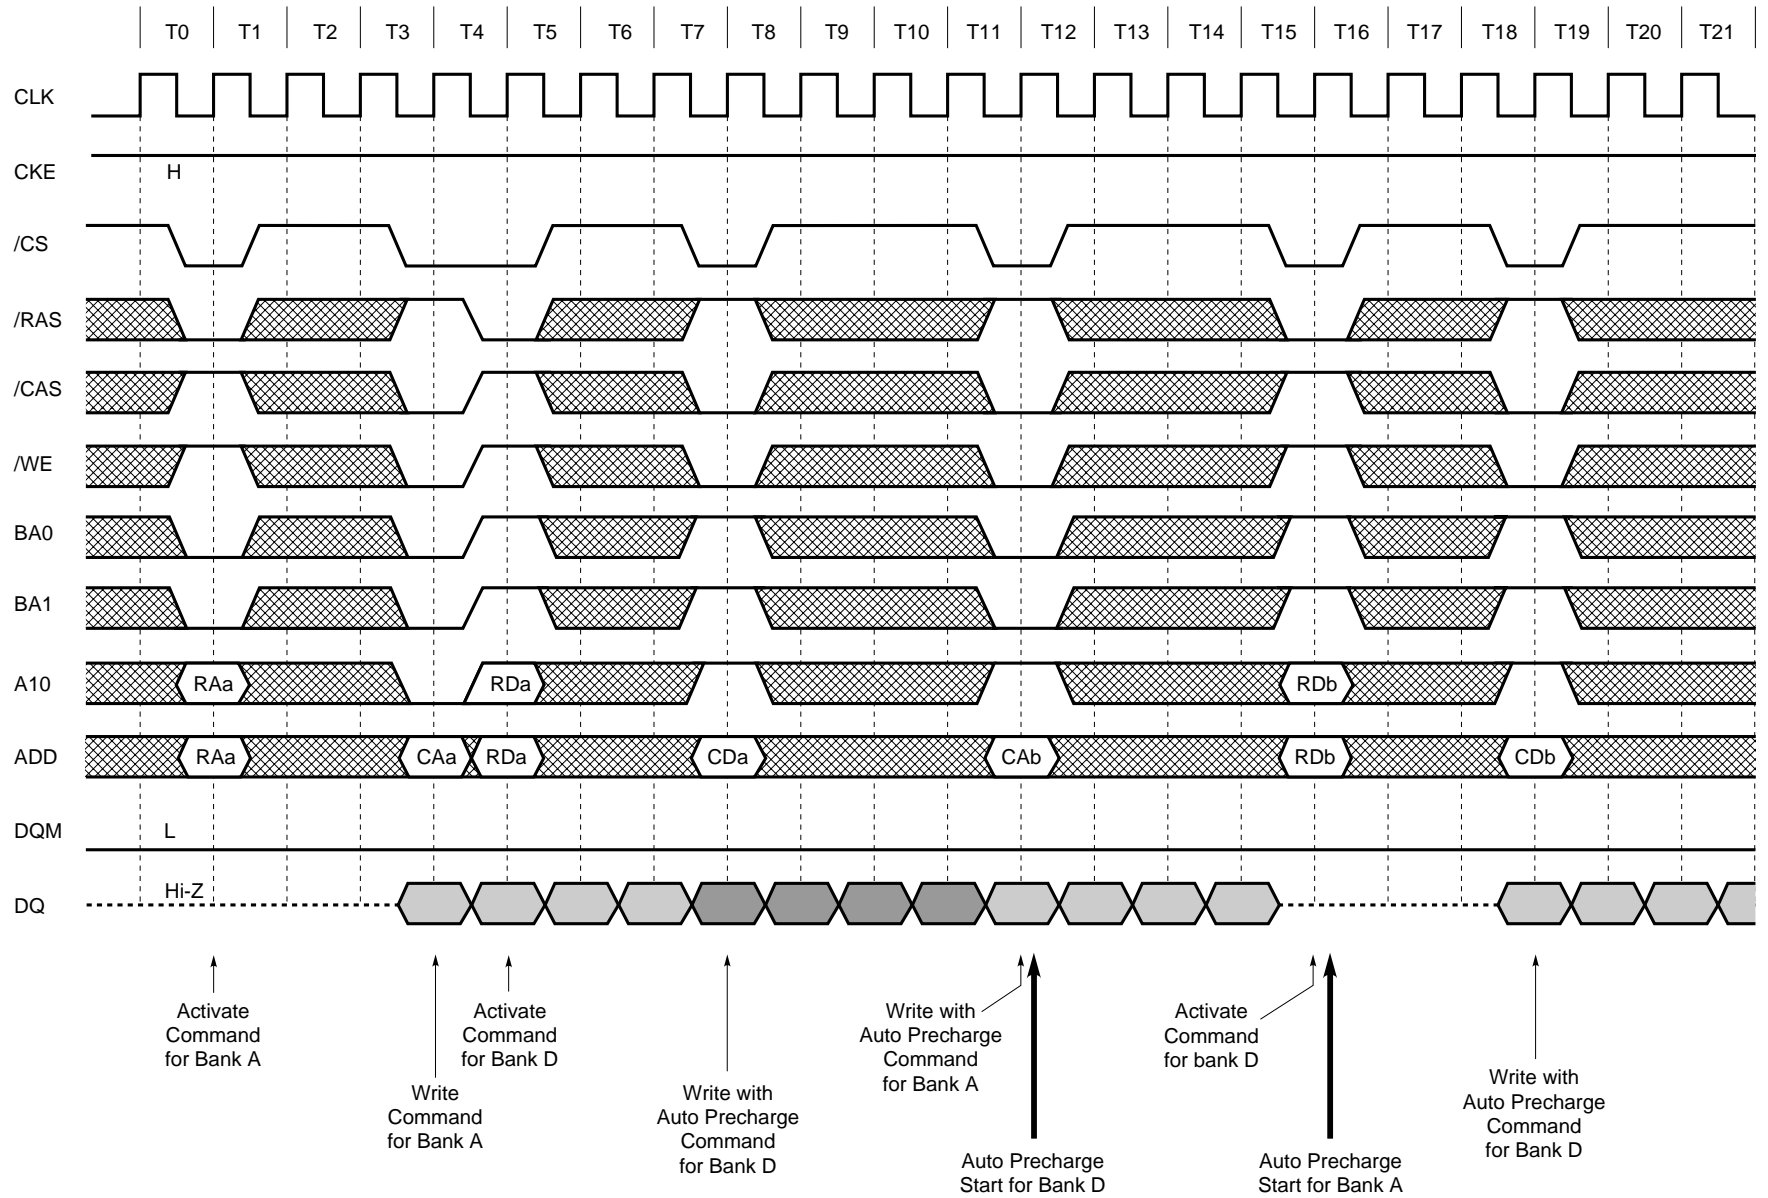 T0 T1 T2 T3 T4 T5 T6 T7 T8 T9 T10 T11 T12 T13 T14 T15 T16 T17 T18 T19 T20 T21
CLK
CKE H
/CS
/RAS
/CAS
/WE
BA0
BA1
A10 RAa RDa RDb
ADD RAa CAa RDa CDa CAb RDb CDb
DQM L
DQ Hi-Z
Activate
Command
for Bank A
Write
Command
for Bank A
Activate
Command
for Bank D
Write with
Auto Precharge
Command
for Bank D
Write with
Auto Precharge
Command
for Bank A
Auto Precharge
Start for Bank D
Activate
Command
for bank D
Auto Precharge
Start for Bank A
Write with
Auto Precharge
Command
for Bank D